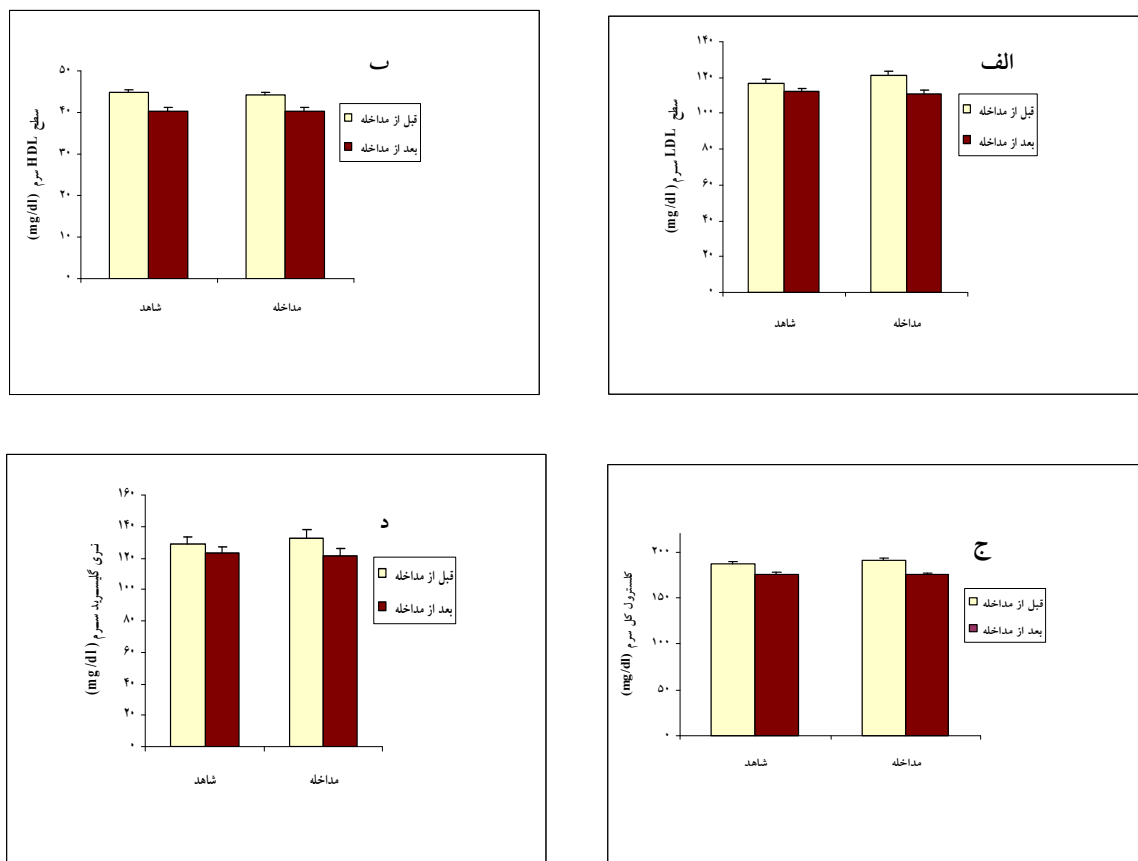 الف
سطح LDL سرم (mg/dl)
۱۴۰
۱۲۰
۱۰۰
۸۰
۶۰
۴۰
۲۰
۰
قبل از مداخله
بعد از مداخله
شاهد
مداخله
ب
سطح HDL سرم (mg/dl)
۵۰
۴۰
۳۰
۲۰
۱۰
۰
قبل از مداخله
بعد از مداخله
شاهد
مداخله
ج
کلسترول کل سرم (mg/dl)
۲۰۰
۱۵۰
۱۰۰
۵۰
۰
قبل از مداخله
بعد از مداخله
شاهد
مداخله
د
تری گلیسرید سرم (mg/dl)
۱۶۰
۱۴۰
۱۲۰
۱۰۰
۸۰
۶۰
۴۰
۲۰
۰
قبل از مداخله
بعد از مداخله
شاهد
مداخله